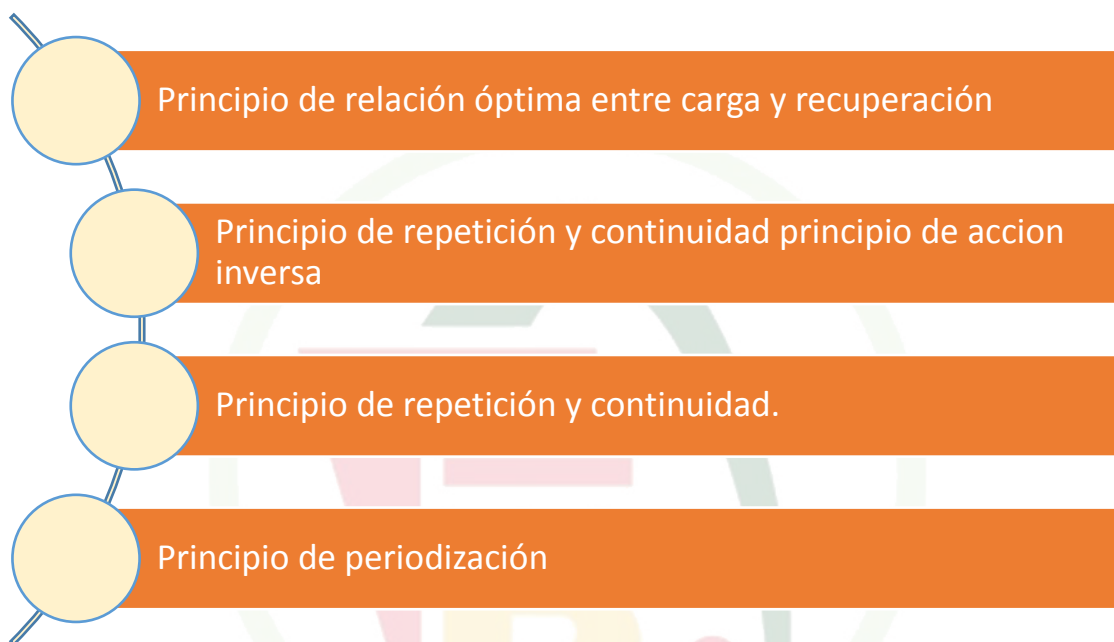 Principio de relación óptima entre carga y recuperación
Principio de repetición y continuidad principio de accion
inversa
Principio de repetición y continuidad.
Principio de periodización